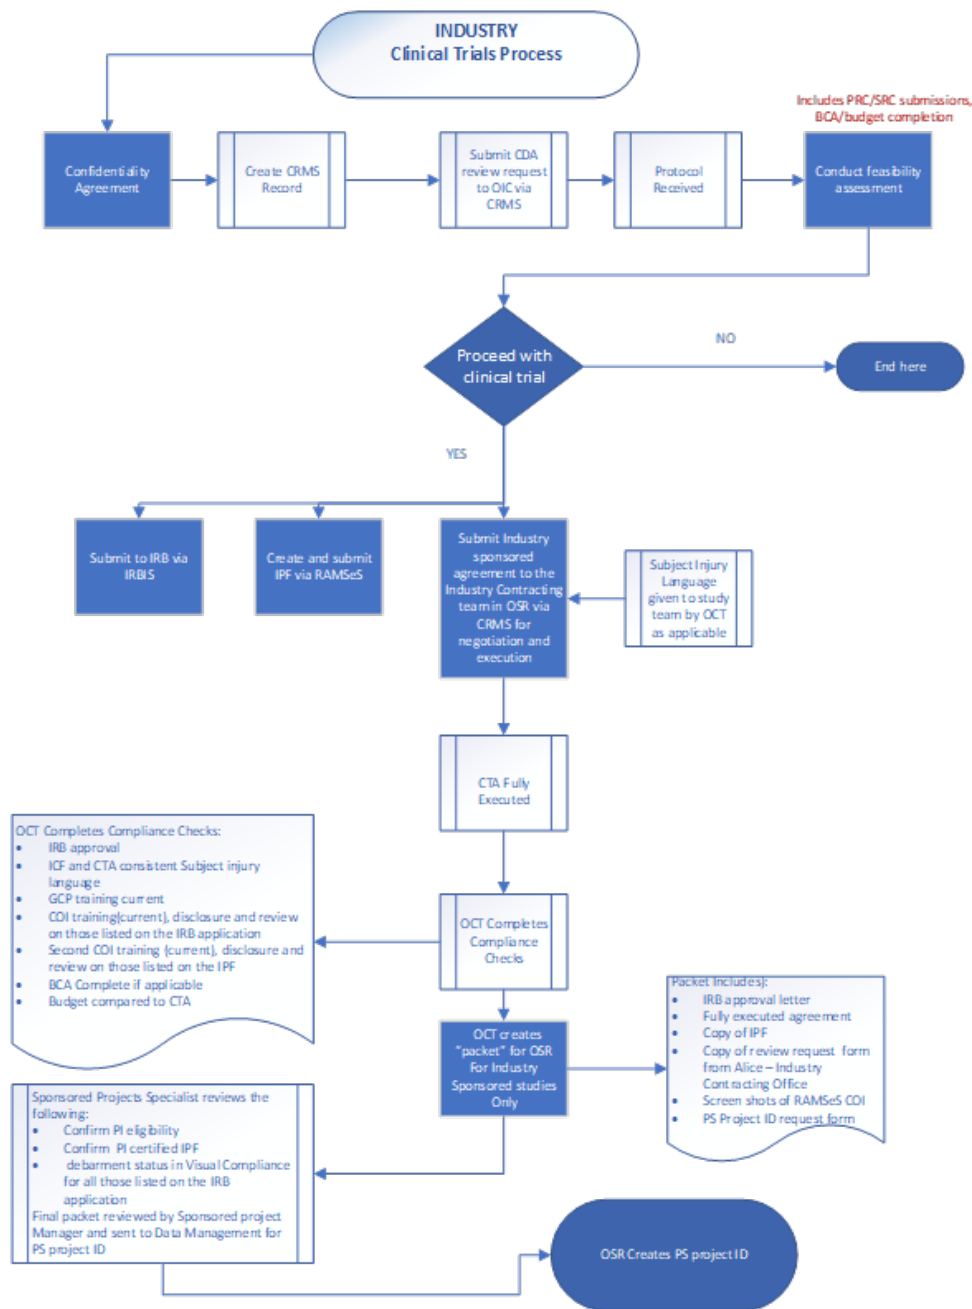 INDUSTRY
Clinical Trials Process
Includes PRC/SRC submissions,
BCA/budget completion
Confidentiality
Agreement
Create CRMS
Record
Submit CDA
review request
to OIC via
CRMS
Protocol
Received
Conduct feasibility
assessment
Proceed with
clinical trial
NO
End here
YES
Submit to IRB via
IRBIS
Create and submit
IPF via RAMSeS
Submit Industry
sponsored
agreement to the
Industry Contracting
team in OSR via
CRMS for
negotiation and
execution
Subject Injury
Language
given to study
team by OCT
as applicable
CTA Fully
Executed
OCT Completes Compliance Checks:
• IRB approval
• ICF and CTA consistent Subject injury
language
• GCP training current
• COI training(current), disclosure and review
on those listed on the IRB application
• Second COI training (current), disclosure and
review on those listed on the IPF
• BCA Complete if applicable
• Budget compared to CTA
OCT Completes
Compliance
Checks
OCT creates
"packet" for OSR
For Industry
Sponsored studies
Only
Packet Includes):
• IRB approval letter
• Fully executed agreement
• Copy of IPF
• Copy of review request form
from Alice – Industry
Contracting Office
• Screen shots of RAMSeS COI
• PS Project ID request form
Sponsored Projects Specialist reviews the
following:
• Confirm PI eligibility
• Confirm PI certified IPF
• debarment status in Visual Compliance
for all those listed on the IRB
application
Final packet reviewed by Sponsored project
Manager and sent to Data Management for
PS project ID
OSR Creates PS project ID